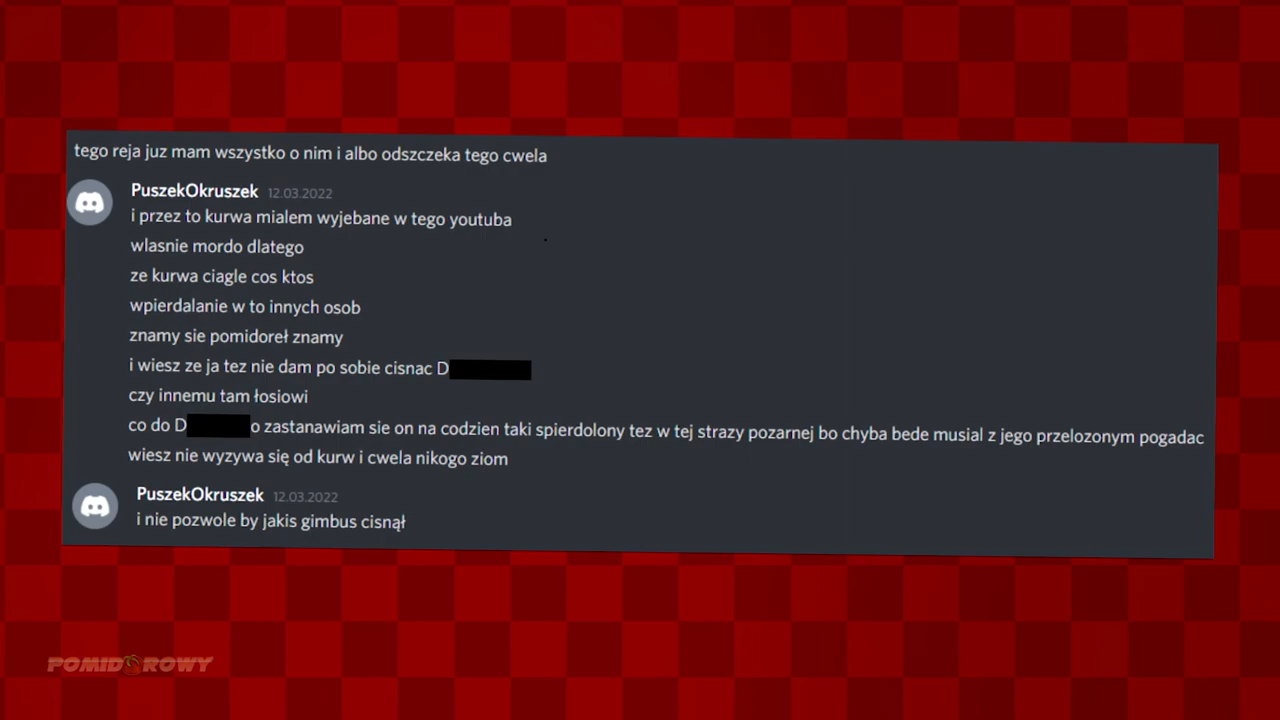 tego reja juz mam wszystko o nim i albo odszczeka tego cwela
PuszekOkruszek 12.03.2022
i przez to kurwa mialem wyjebane w tego youtuba
wlasnie mordo dlatego
ze kurwa ciagle cos ktos
wpierdalanie w to innych osob
znamy sie pomidoreł znamy
i wiesz ze ja tez nie dam po sobie cisnac D
czy innemu tam łosiowi
co do D o zastanawiam sie on na codzien taki spierdolony tez w tej strazy pozarnej bo chyba bede musial z jego przelozonym pogadac
wiesz nie wyzywa się od kurw i cwela nikogo ziom
PuszekOkruszek 12.03.2022
i nie pozwole by jakis gimbus cisnął
POMIDOROWY